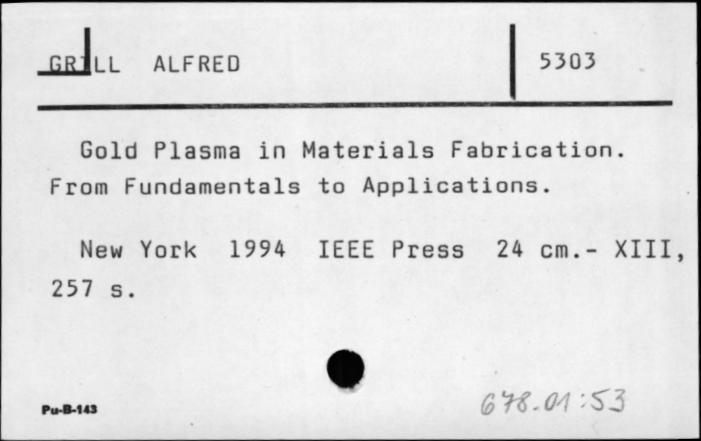 GRILL ALFRED 5303
Gold Plasma in Materials Fabrication.
From Fundamentals to Applications.
New York 1994 IEEE Press 24 cm.- XIII,
257 s.
Pu-B-143 678.01:53